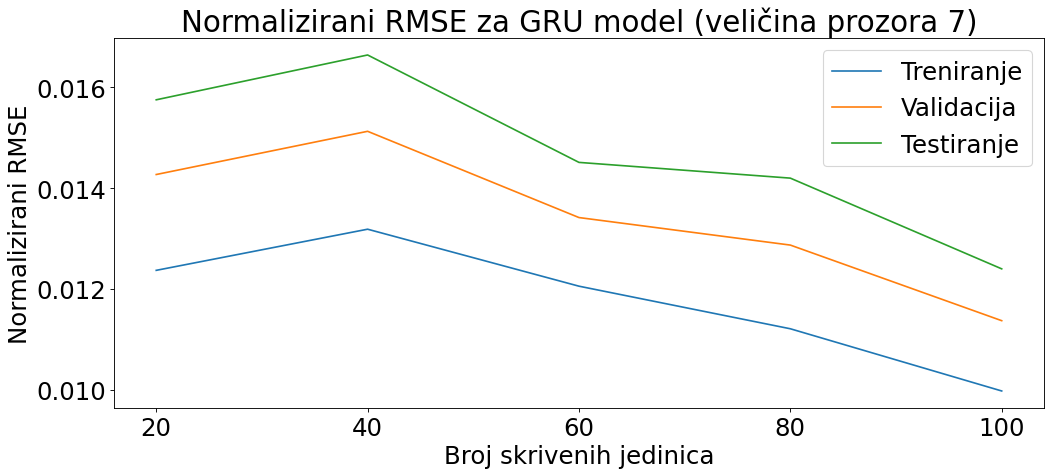 Normalizirani RMSE za GRU model (veličina prozora 7)
Treniranje
Validacija
Testiranje
Normalizirani RMSE
0.016
0.014
0.012
0.010
20 40 60 80 100
Broj skrivenih jedinica